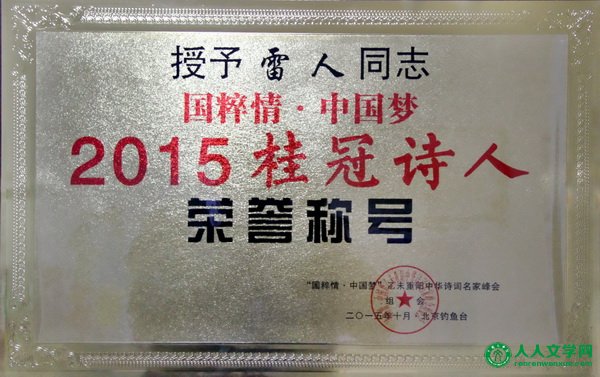 授予雷人同志
国粹情·中国梦
2015桂冠诗人
荣誉称号
“国粹情·中国梦”乙未重阳中华诗词名家峰会
组 会
二〇一五年十月·北京钓鱼台
人人文学网
renrenwenxue.com